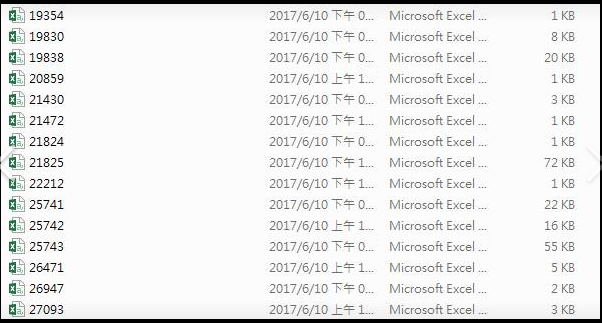 19354 2017/6/10 下午 0... Microsoft Excel ... 1 KB
19830 2017/6/10 下午 0... Microsoft Excel ... 8 KB
19838 2017/6/10 下午 0... Microsoft Excel ... 20 KB
20859 2017/6/10 上午 1... Microsoft Excel ... 1 KB
21430 2017/6/10 下午 0... Microsoft Excel ... 3 KB
21472 2017/6/10 下午 1... Microsoft Excel ... 1 KB
21824 2017/6/10 下午 0... Microsoft Excel ... 1 KB
21825 2017/6/10 下午 1... Microsoft Excel ... 72 KB
22212 2017/6/10 下午 1... Microsoft Excel ... 1 KB
25741 2017/6/10 下午 0... Microsoft Excel ... 22 KB
25742 2017/6/10 上午 1... Microsoft Excel ... 16 KB
25743 2017/6/10 下午 0... Microsoft Excel ... 55 KB
26471 2017/6/10 上午 1... Microsoft Excel ... 5 KB
26947 2017/6/10 下午 0... Microsoft Excel ... 2 KB
27093 2017/6/10 下午 1... Microsoft Excel ... 3 KB